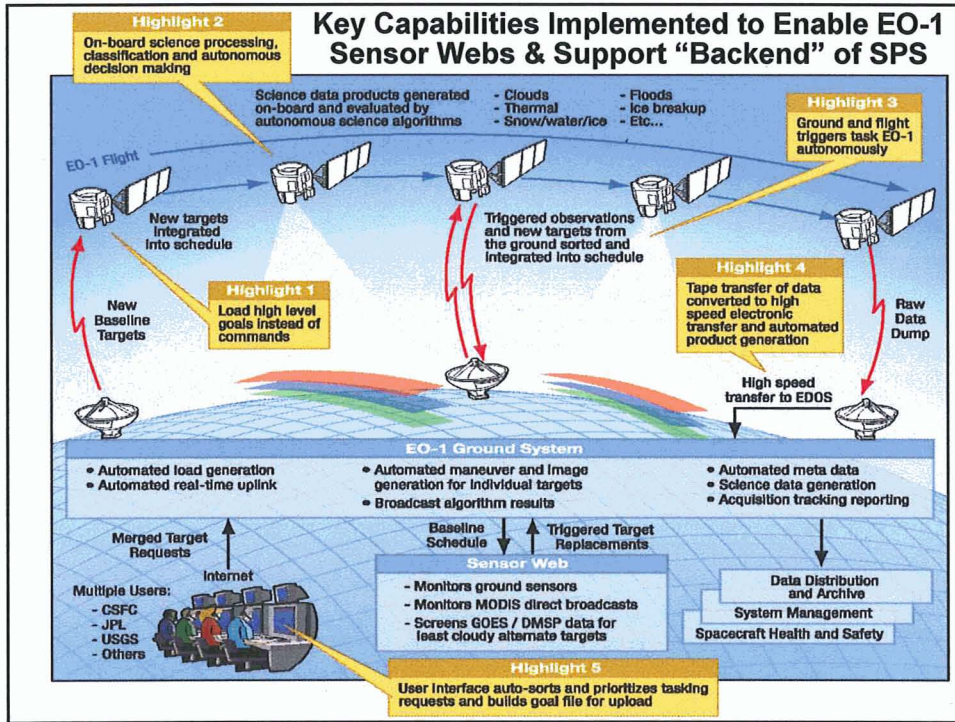 Key Capabilities Implemented to Enable EO-1
Sensor Webs & Support “Backend” of SPS
Highlight 2
On-board science processing,
classification and autonomous
decision making
Science data products generated
on-board and evaluated by
autonomous science algorithms
- Clouds
- Thermal
- Snow/water/ice
- Floods
- Ice breakup
- Etc...
Highlight 3
Ground and flight
triggers task EO-1
autonomously
EO-1 Flight
New targets
integrated
into schedule
Triggered observations
and new targets from
the ground sorted and
integrated into schedule
New
Baseline
Targets
Highlight 1
Load high level
goals instead of
commands
Highlight 4
Tape transfer of data
converted to high
speed electronic
transfer and automated
product generation
Raw
Data
Dump
High speed
transfer to EDOS
EO-1 Ground System
• Automated load generation
• Automated real-time uplink
• Automated maneuver and image
generation for individual targets
• Broadcast algorithm results
• Automated meta data
• Science data generation
• Acquisition tracking reporting
Merged Target
Requests
Internet
Baseline
Schedule
Triggered Target
Replacements
Multiple Users:
- CSFC
- JPL
- USGS
- Others
Sensor Web
- Monitors ground sensors
- Monitors MODIS direct broadcasts
- Screens GOES / DMSP data for
least cloudy alternate targets
Data Distribution
and Archive
System Management
Spacecraft Health and Safety
Highlight 5
User interface auto-sorts and prioritizes tasking
requests and builds goal file for upload